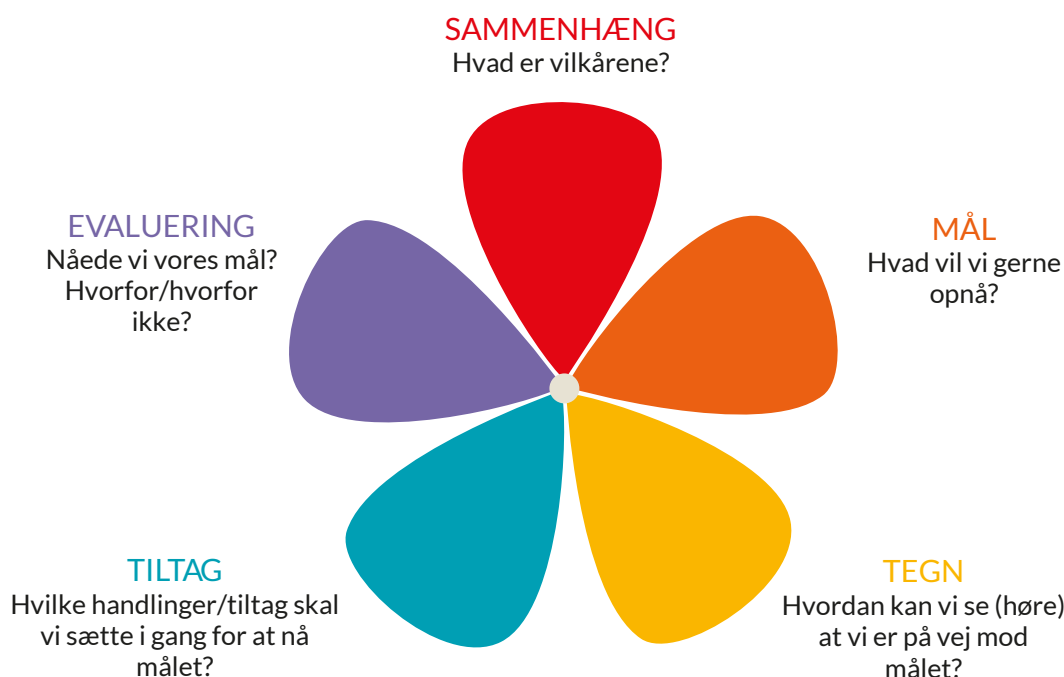 SAMMENHÆNG
Hvad er vilkårene?
MÅL
Hvad vil vi gerne
opnå?
TEGN
Hvordan kan vi se (høre)
at vi er på vej mod
målet?
TILTAG
Hvilke handlinger/tiltag skal
vi sætte i gang for at nå
målet?
EVALUERING
Nåede vi vores mål?
Hvorfor/hvorfor
ikke?